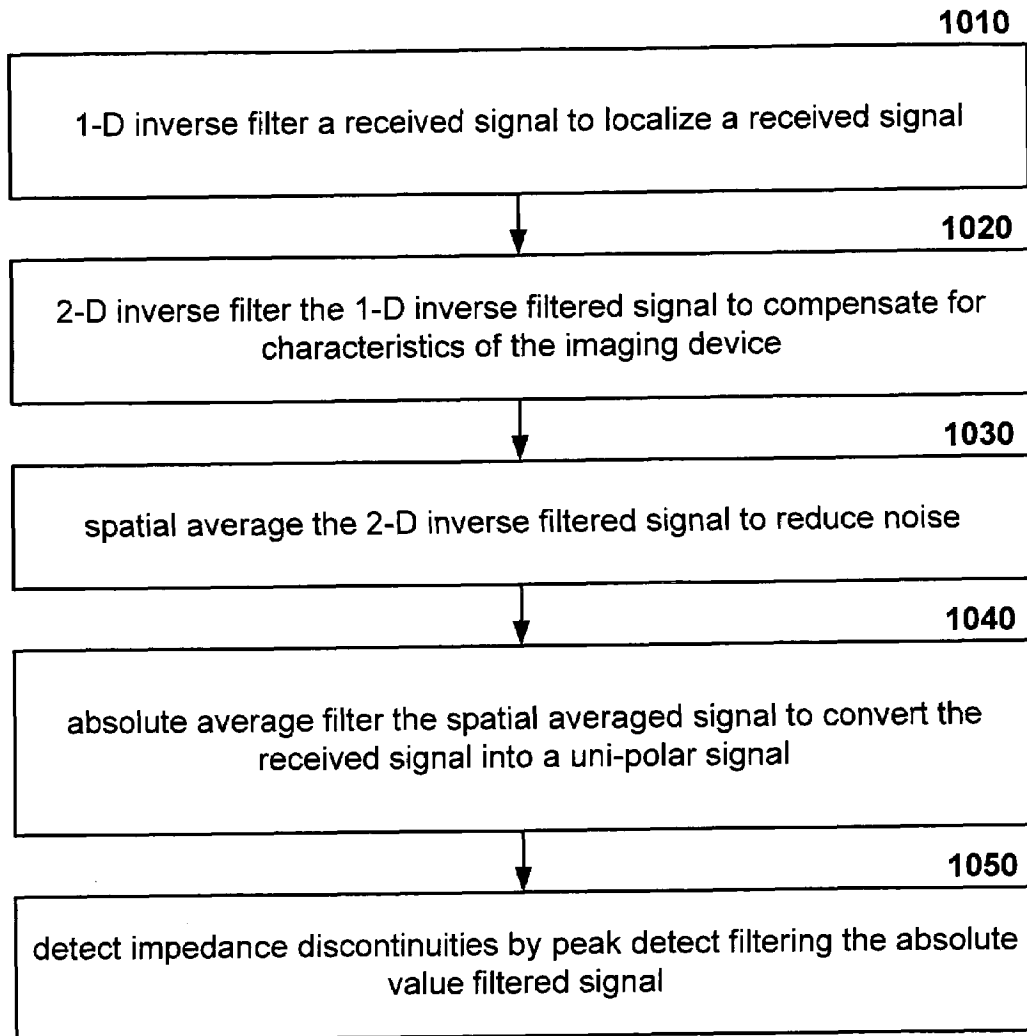 1010
1-D inverse filter a received signal to localize a received signal
1020
2-D inverse filter the 1-D inverse filtered signal to compensate for
characteristics of the imaging device
1030
spatial average the 2-D inverse filtered signal to reduce noise
1040
absolute average filter the spatial averaged signal to convert the
received signal into a uni-polar signal
1050
detect impedance discontinuities by peak detect filtering the absolute
value filtered signal